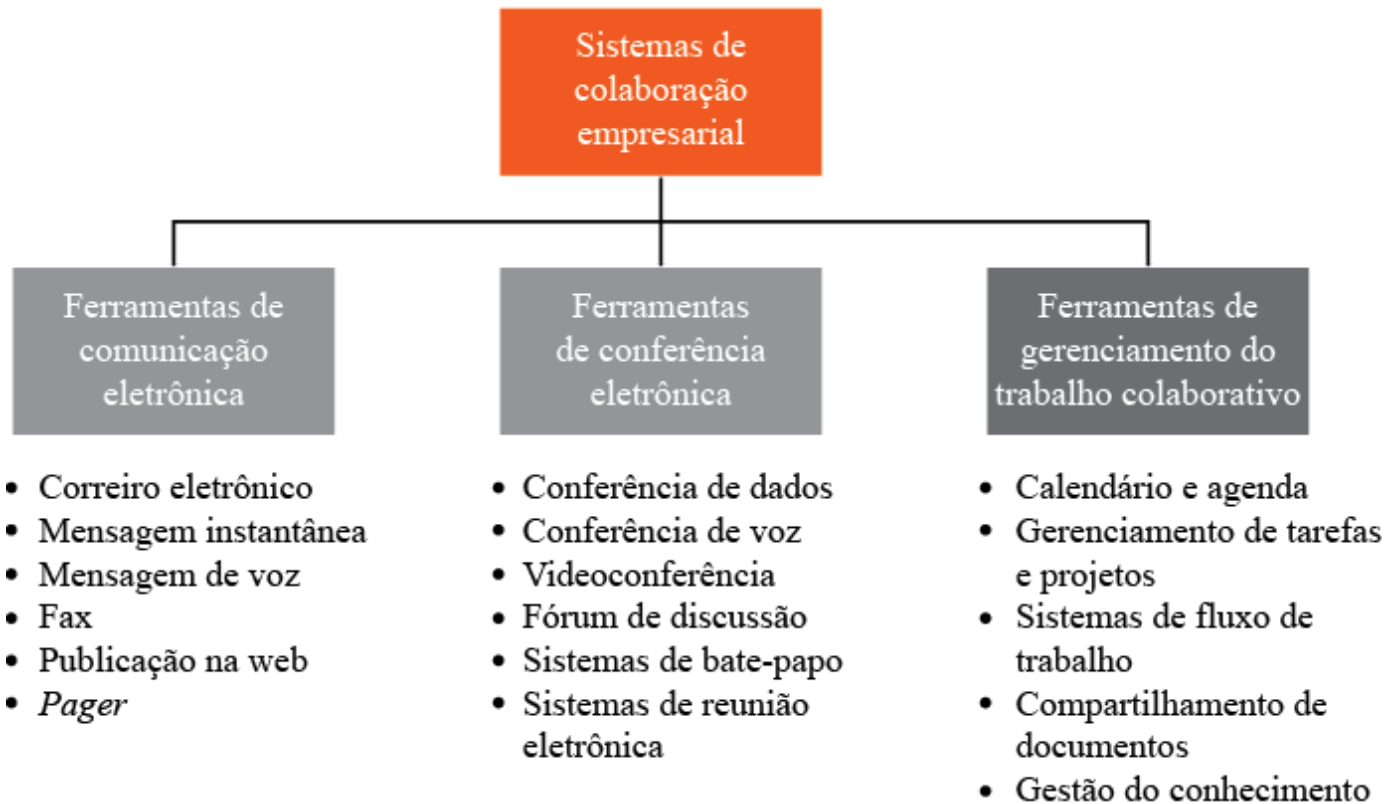 Sistemas de
colaboração
empresarial
Ferramentas de
comunicação
eletrônica
• Correiro eletrônico
• Mensagem instantânea
• Mensagem de voz
• Fax
• Publicação na web
• Pager
Ferramentas
de conferência
eletrônica
• Conferência de dados
• Conferência de voz
• Videoconferência
• Fórum de discussão
• Sistemas de bate-papo
• Sistemas de reunião
eletrônica
Ferramentas de
gerenciamento do
trabalho colaborativo
• Calendário e agenda
• Gerenciamento de tarefas
e projetos
• Sistemas de fluxo de
trabalho
• Compartilhamento de
documentos
• Gestão do conhecimento